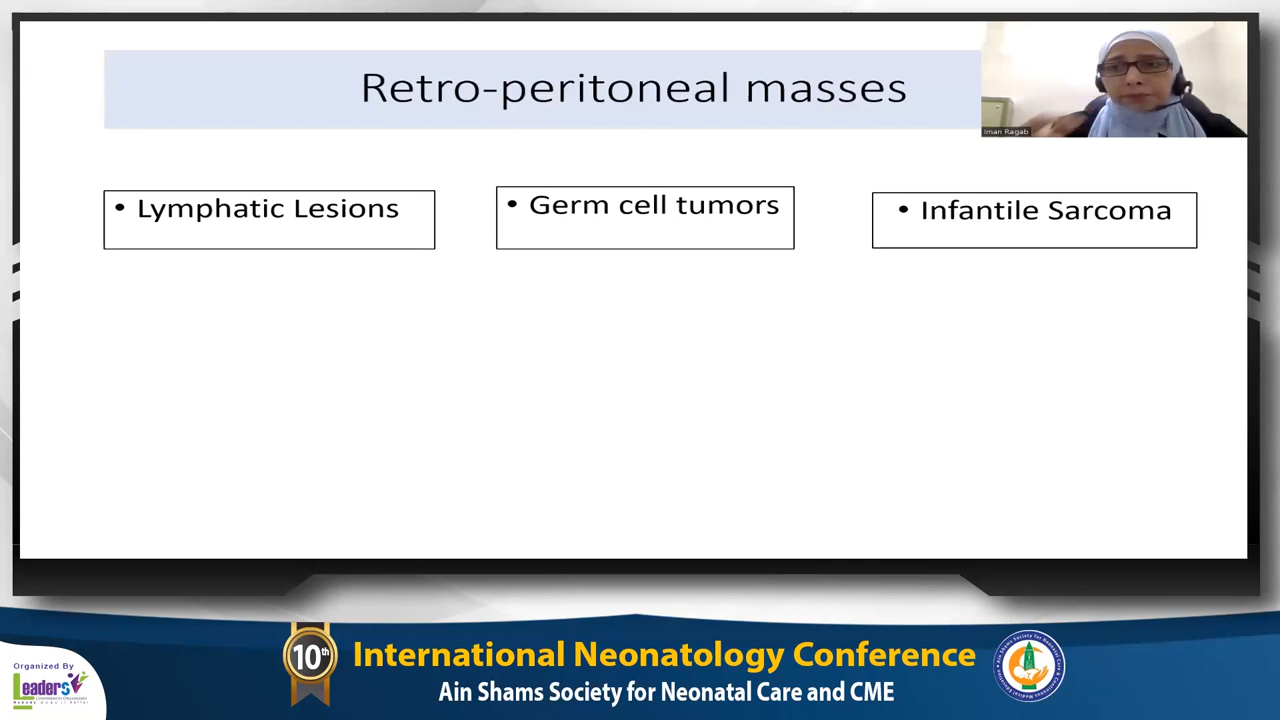 Retro-peritoneal masses
Iman Ragab
• Lymphatic Lesions
• Germ cell tumors
• Infantile Sarcoma
Organized By
Leaders
10th
International Neonatology Conference
Ain Shams Society for Neonatal Care and CME